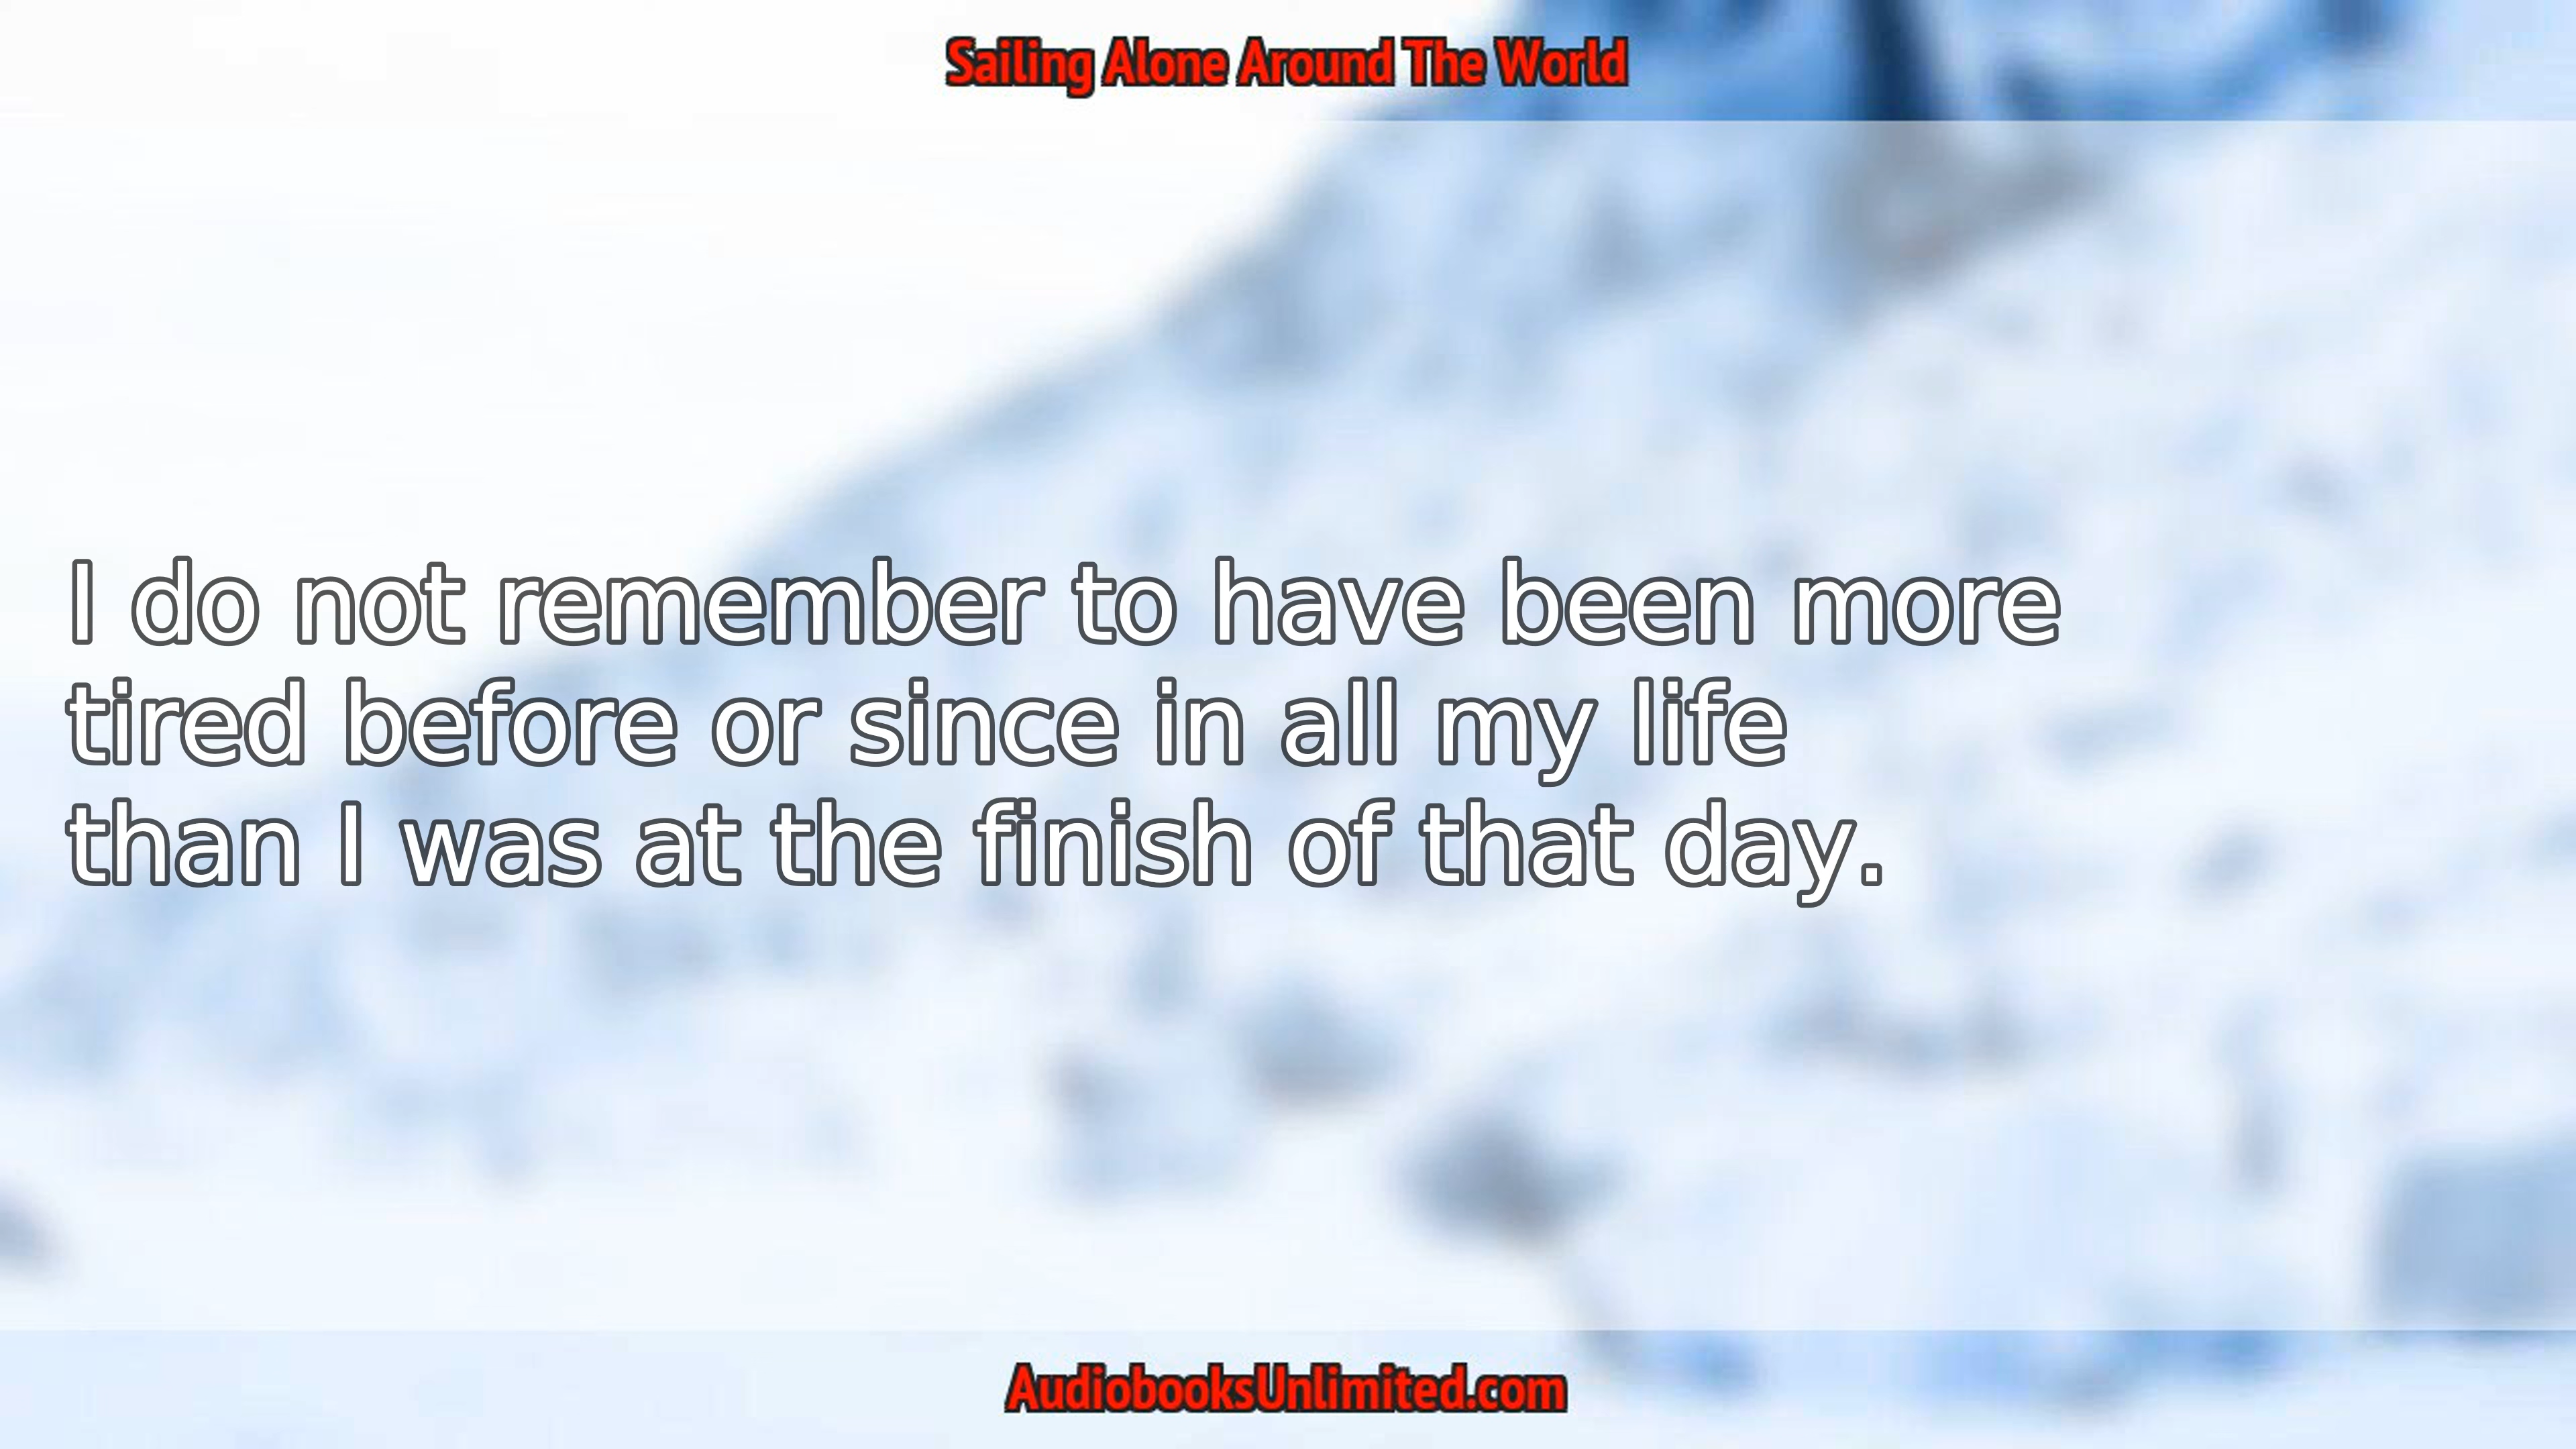 Sailing Alone Around The World
I do not remember to have been more
tired before or since in all my life
than I was at the finish of that day.
AudiobooksUnlimited.com